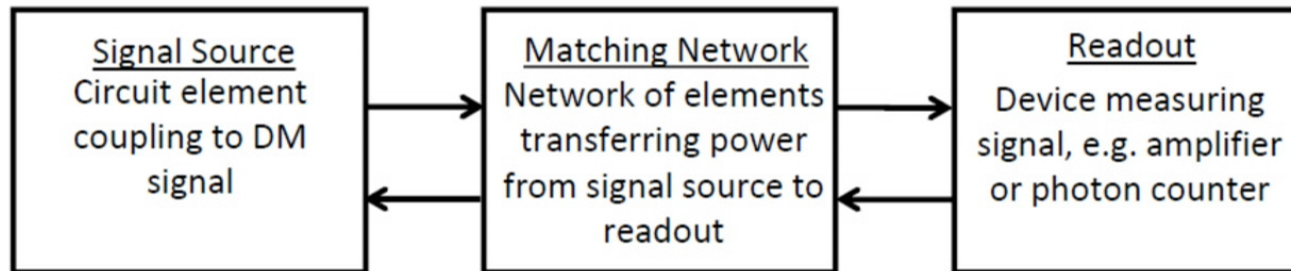 Signal Source
Circuit element
coupling to DM
signal
Matching Network
Network of elements
transferring power
from signal source to
readout
Readout
Device measuring
signal, e.g. amplifier
or photon counter